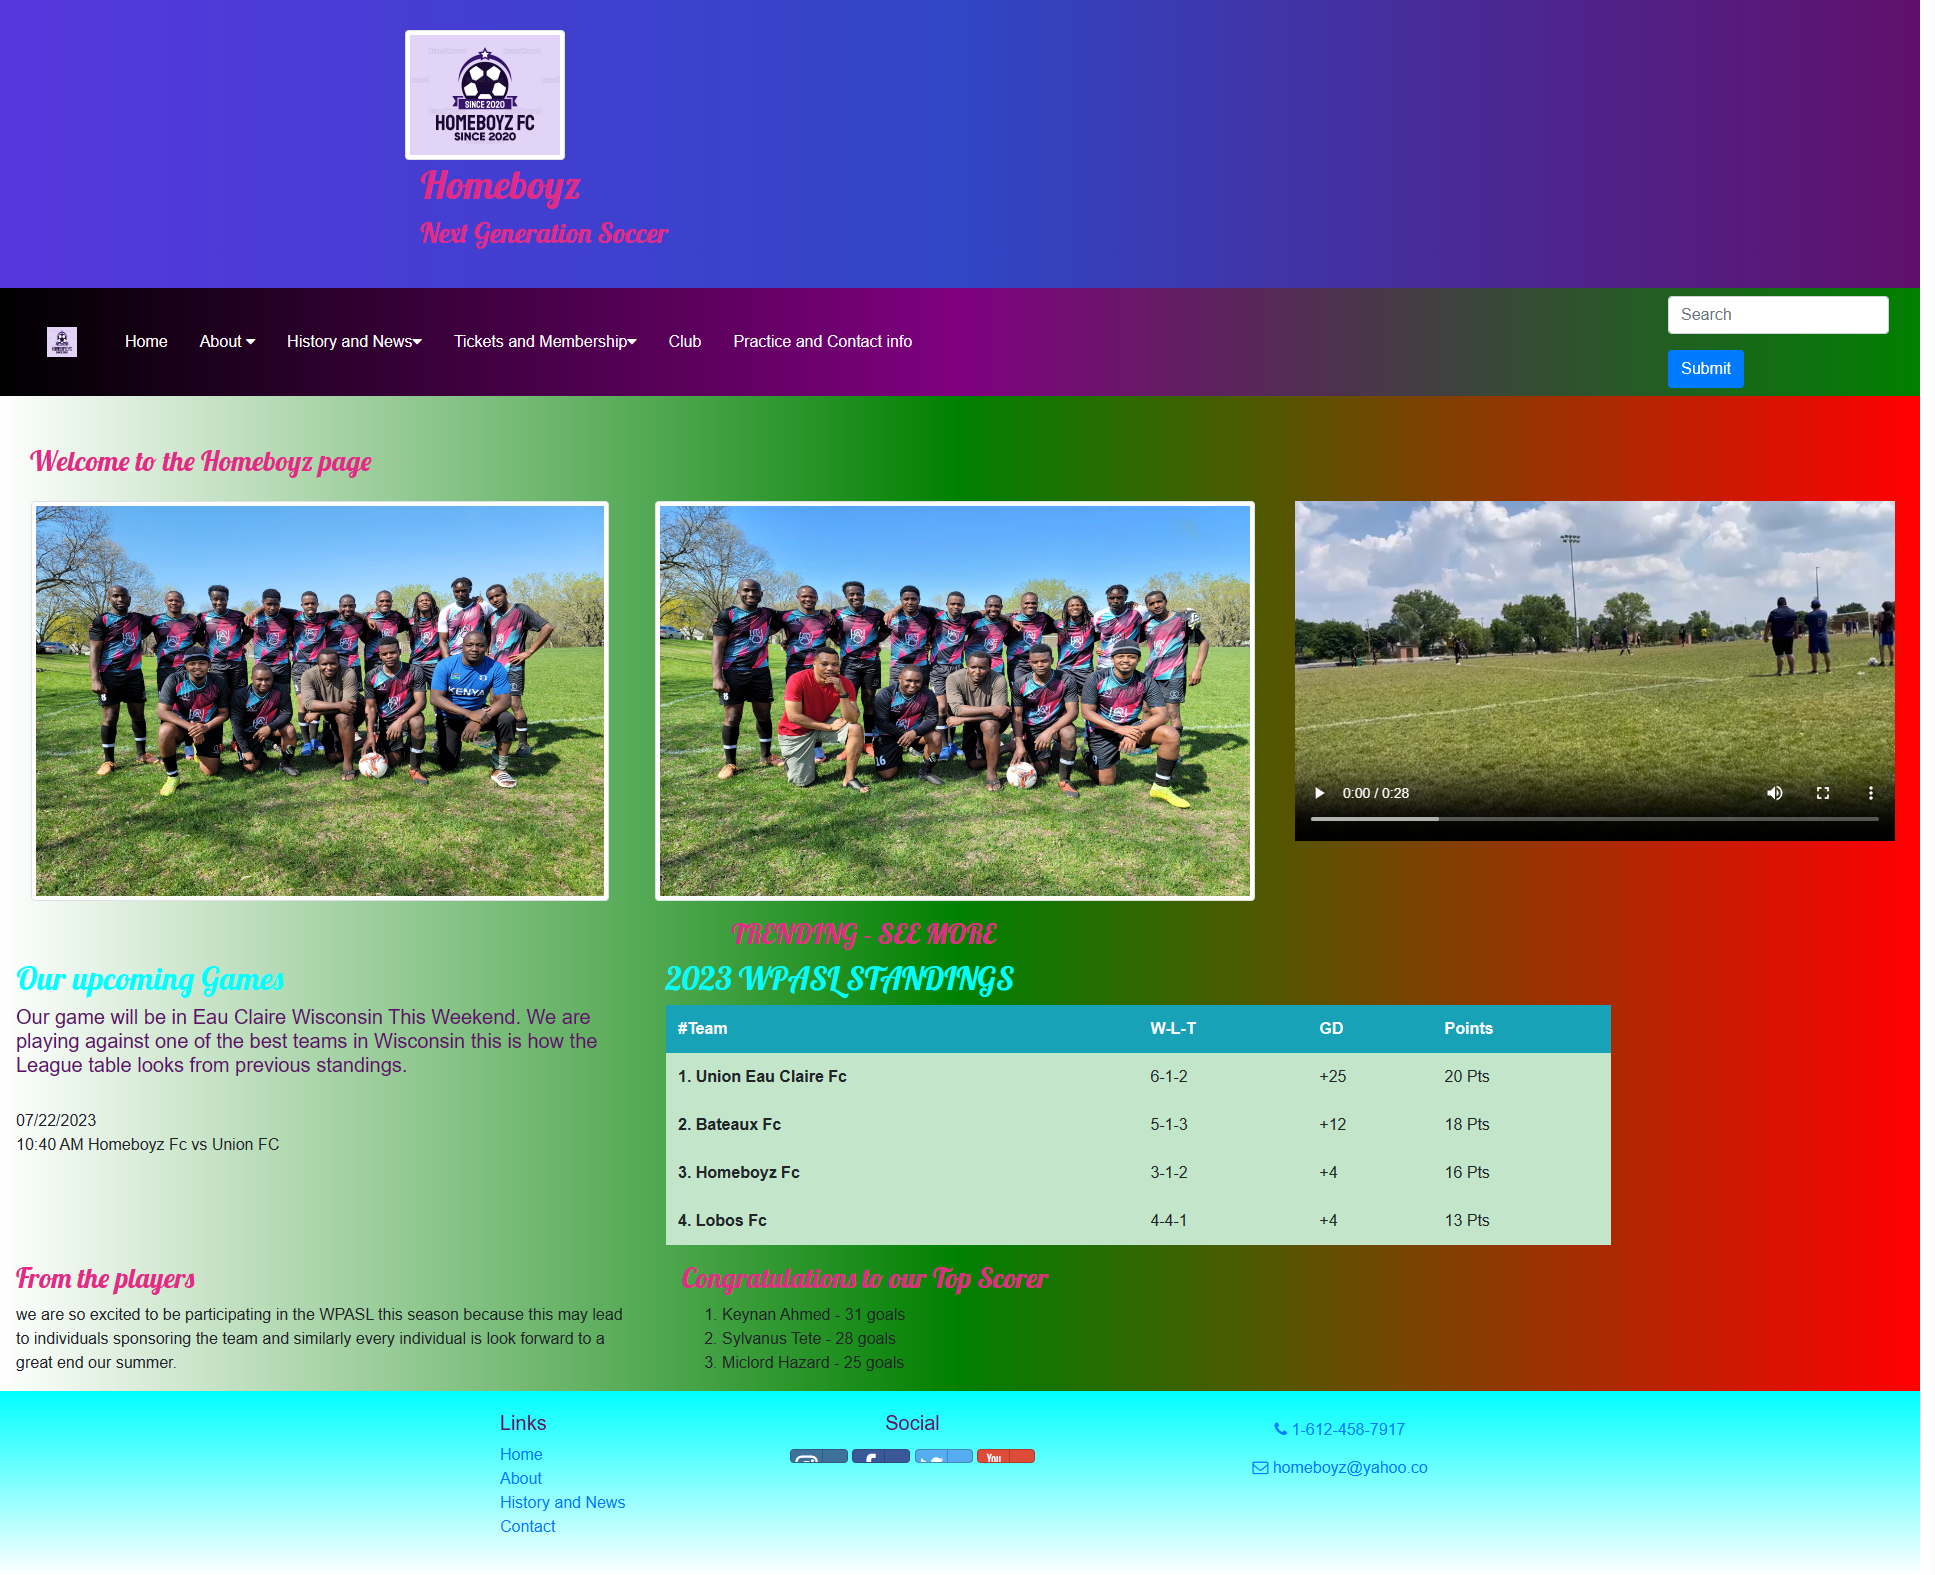 SINCE 2020
HOMEBOYZ FC
SINCE 2020
Homeboyz
Next Generation Soccer
Home
About
History and News
Tickets and Membership
Club
Practice and Contact info
Search
Submit
Welcome to the Homeboyz page
KENYA
16
0:00 / 0:28
TRENDING - SEE MORE
Our upcoming Games
Our game will be in Eau Claire Wisconsin This Weekend. We are
playing against one of the best teams in Wisconsin this is how the
League table looks from previous standings.
07/22/2023
10:40 AM Homeboyz Fc vs Union FC
2023 WPASL STANDINGS
#Team W-L-T GD Points
1. Union Eau Claire Fc 6-1-2 +25 20 Pts
2. Bateaux Fc 5-1-3 +12 18 Pts
3. Homeboyz Fc 3-1-2 +4 16 Pts
4. Lobos Fc 4-4-1 +4 13 Pts
From the players
we are so excited to be participating in the WPASL this season because this may lead
to individuals sponsoring the team and similarly every individual is look forward to a
great end our summer.
Congratulations to our Top Scorer
1. Keynan Ahmed - 31 goals
2. Sylvanus Tete - 28 goals
3. Miclord Hazard - 25 goals
Links
Home
About
History and News
Contact
Social
You
1-612-458-7917
homeboyz@yahoo.co